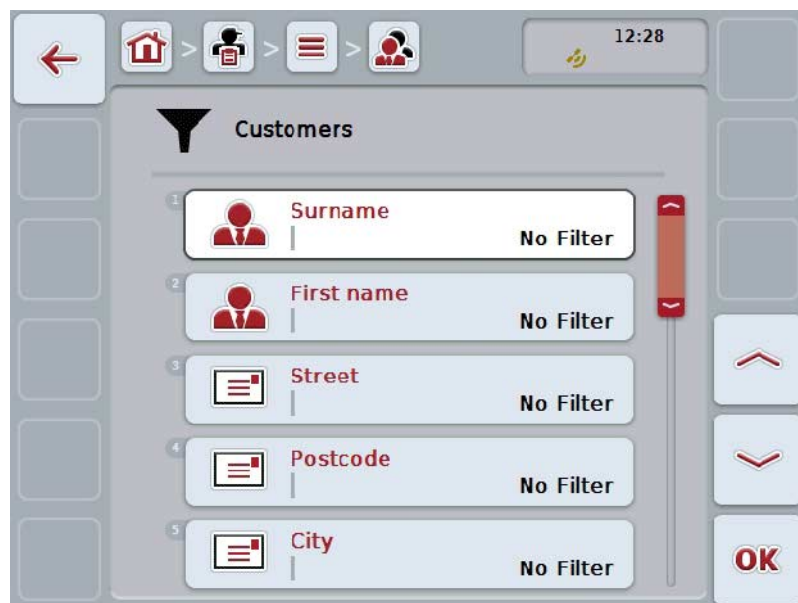 > > >
12:28
Customers
1
Surname
No Filter
2
First name
No Filter
3
Street
No Filter
4
Postcode
No Filter
5
City
No Filter
OK